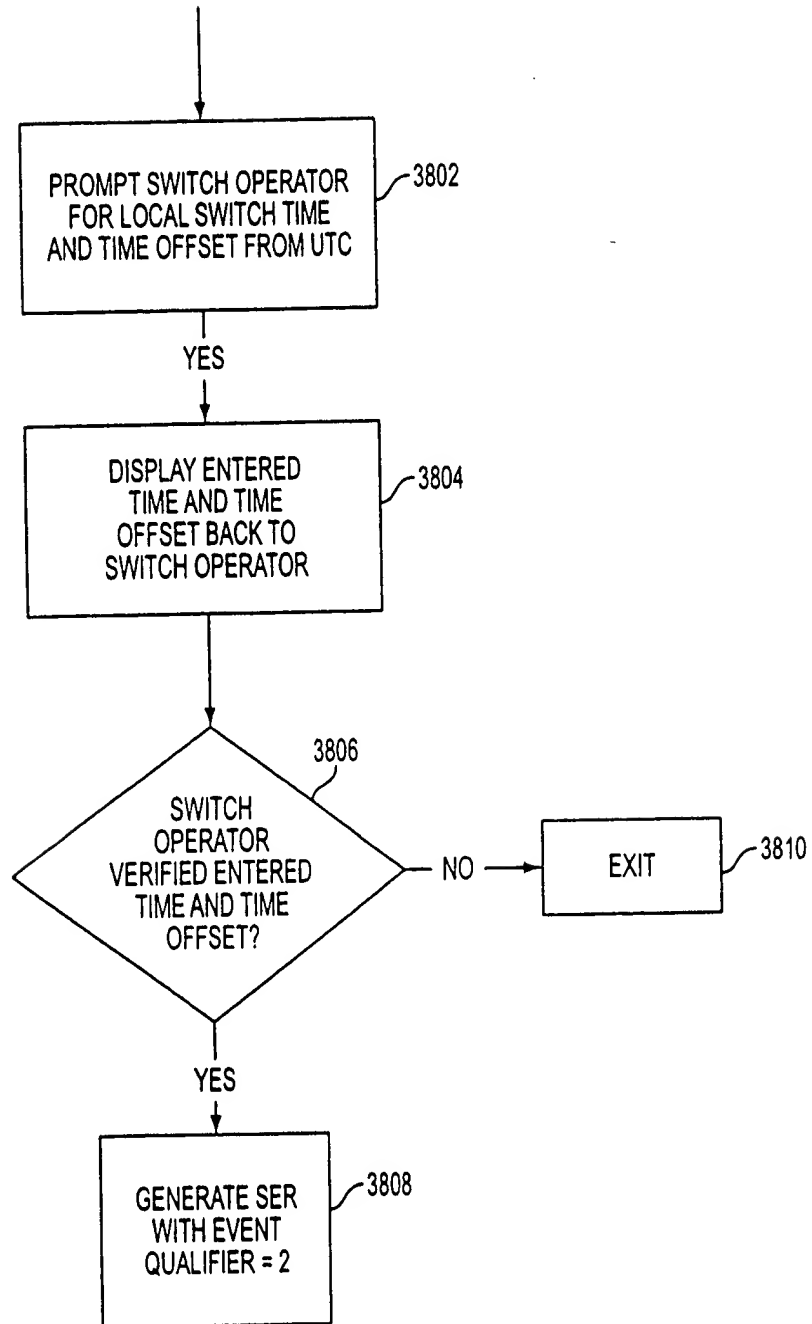 PROMPT SWITCH OPERATOR
FOR LOCAL SWITCH TIME
AND TIME OFFSET FROM UTC
3802
YES
DISPLAY ENTERED
TIME AND TIME
OFFSET BACK TO
SWITCH OPERATOR
3804
3806
SWITCH
OPERATOR
VERIFIED ENTERED
TIME AND TIME
OFFSET?
NO
EXIT
3810
YES
GENERATE SER
WITH EVENT
QUALIFIER = 2
3808